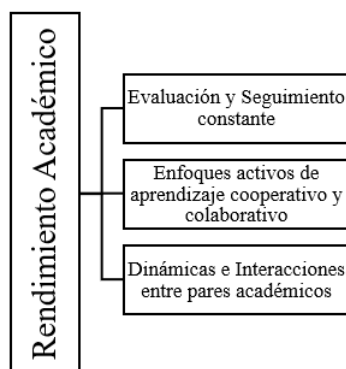 Rendimiento Académico
Evaluación y Seguimiento
constante
Enfoques activos de
aprendizaje cooperativo y
colaborativo
Dinámicas e Interacciones
entre pares académicos